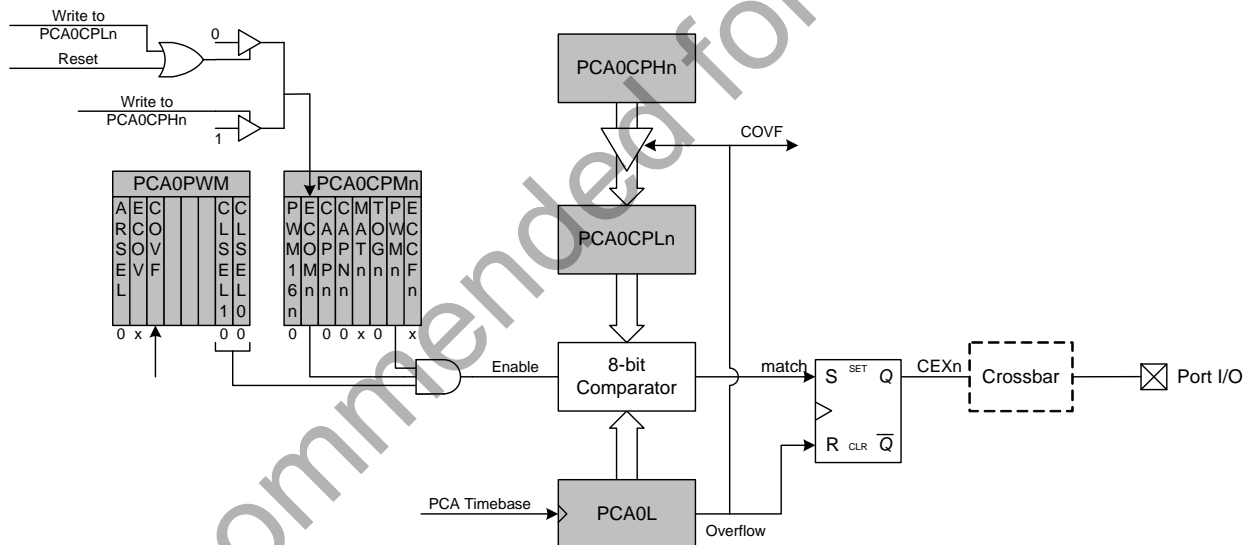 Write to
PCA0CPLn
Reset
0
Write to
PCA0CPHn
1
PCA0CPHn
COVF
PCA0PWM
ARSEL
ECOV
COVF
CLSEL1
CLSEL0
0 x 0 0
PCA0CPMn
PWM16n
ECOMn
CAPPn
CAPNn
MATn
TOGn
PWMn
ECCFn
0 0 0 x 0 x
PCA0CPLn
Enable
8-bit
Comparator
match
S SET Q
R CLR Q
CEXn
Crossbar
Port I/O
PCA Timebase
PCA0L
Overflow
ommended for